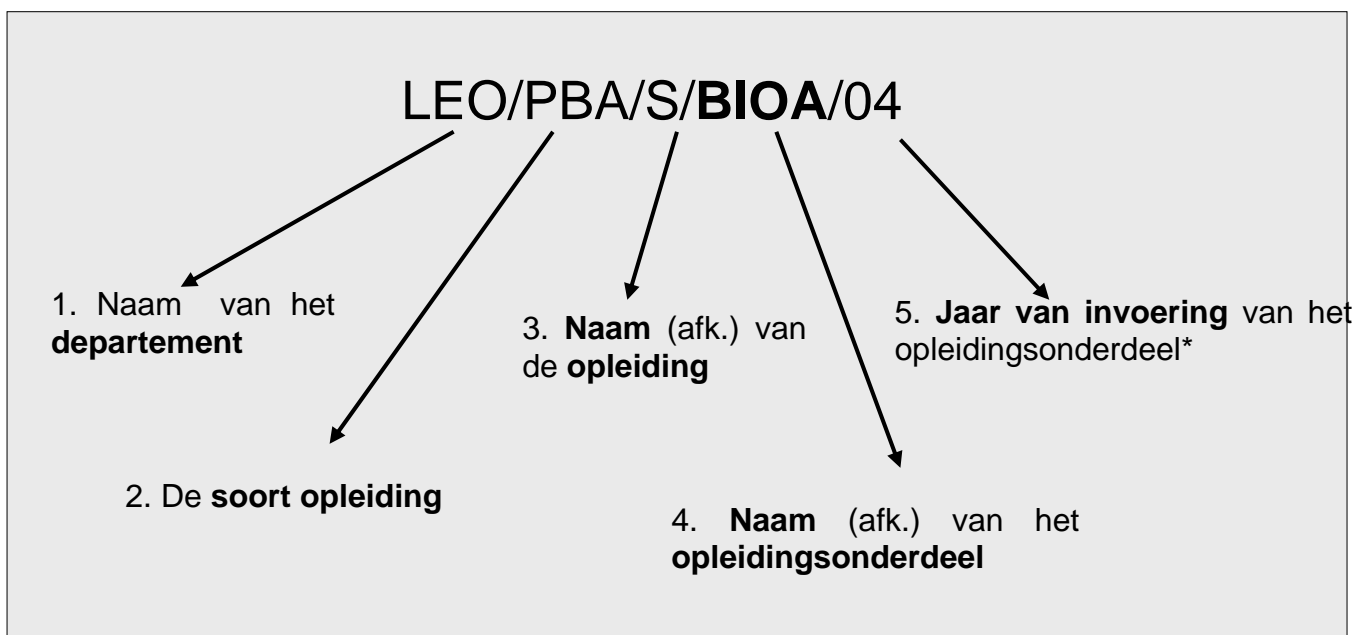 LEO/PBA/S/BIOA/04
1. Naam van het
departement
2. De soort opleiding
3. Naam (afk.) van
de opleiding
4. Naam (afk.) van het
opleidingsonderdeel
5. Jaar van invoering van het
opleidingsonderdeel*